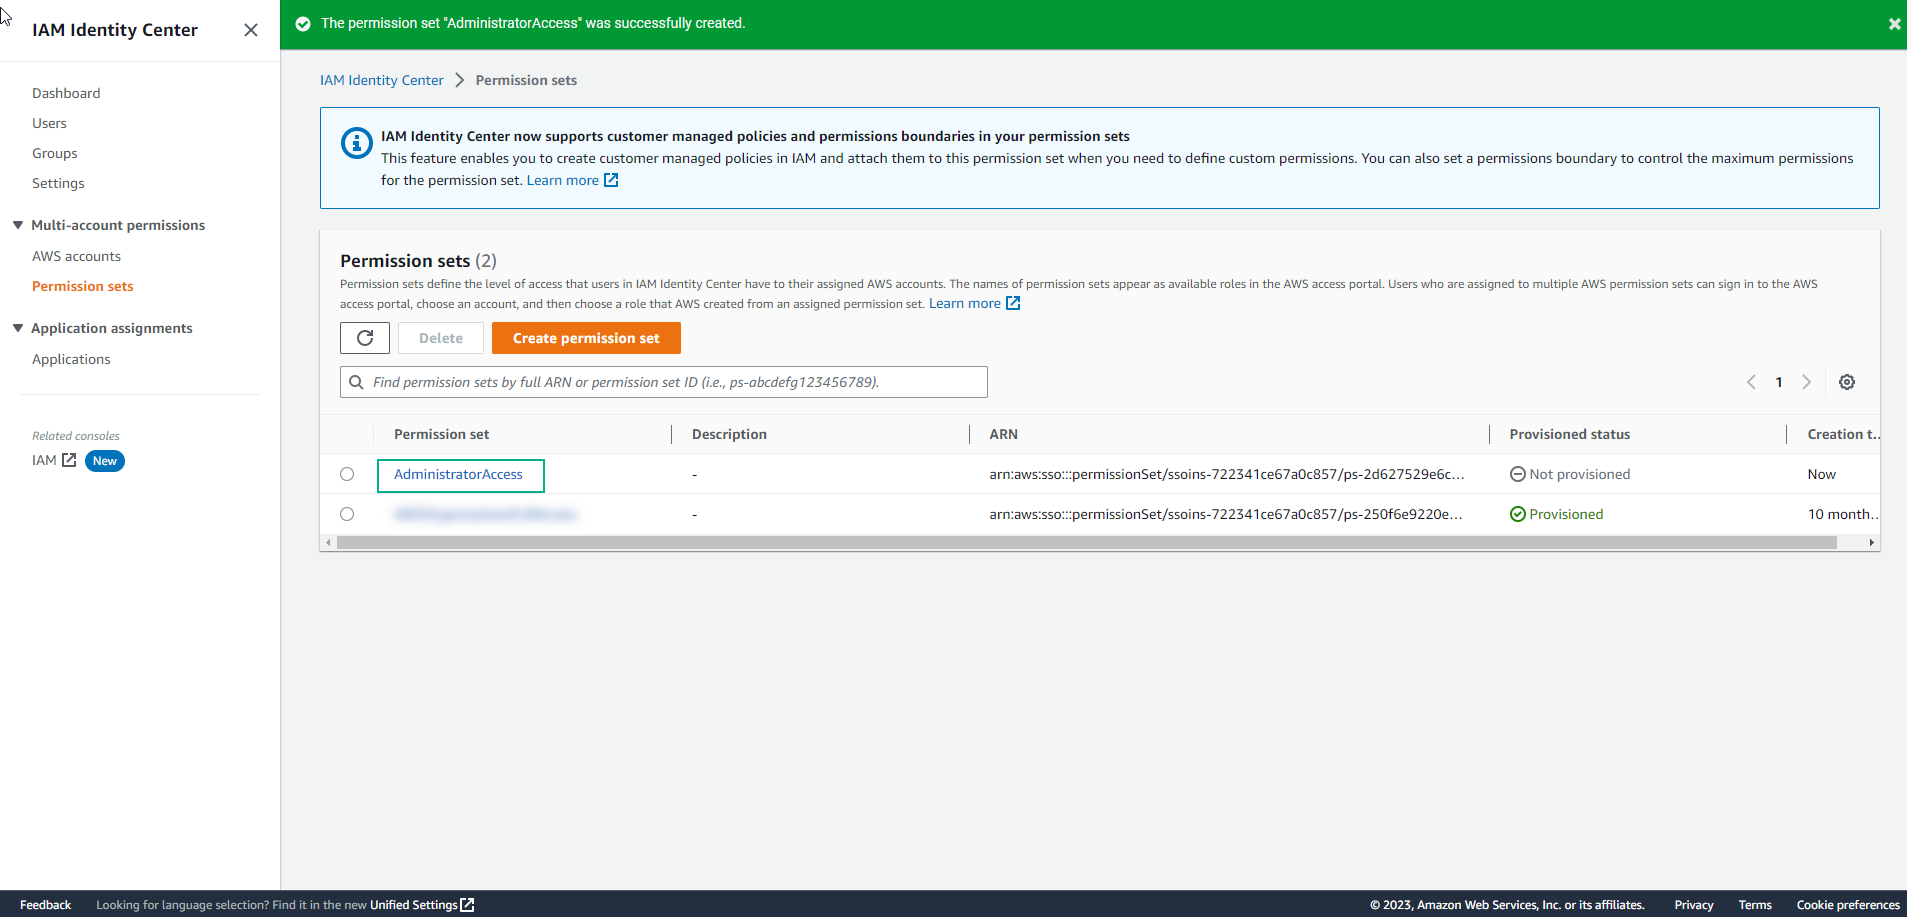 IAM Identity Center
The permission set "AdministratorAccess" was successfully created.
Dashboard
Users
Groups
Settings
Multi-account permissions
AWS accounts
Permission sets
Application assignments
Applications
Related consoles
IAM New
IAM Identity Center > Permission sets
IAM Identity Center now supports customer managed policies and permissions boundaries in your permission sets
This feature enables you to create customer managed policies in IAM and attach them to this permission set when you need to define custom permissions. You can also set a permissions boundary to control the maximum permissions
for the permission set. Learn more
Permission sets (2)
Permission sets define the level of access that users in IAM Identity Center have to their assigned AWS accounts. The names of permission sets appear as available roles in the AWS access portal. Users who are assigned to multiple AWS permission sets can sign in to the AWS
access portal, choose an account, and then choose a role that AWS created from an assigned permission set. Learn more
Delete Create permission set
Find permission sets by full ARN or permission set ID (i.e., ps-abcdefg123456789).
1
Permission set Description ARN Provisioned status Creation t...
AdministratorAccess - arn:aws:sso:::permissionSet/ssoins-722341ce67a0c857/ps-2d627529e6c... Not provisioned Now
- arn:aws:sso:::permissionSet/ssoins-722341ce67a0c857/ps-250f6e9220e... Provisioned 10 month...
Feedback Looking for language selection? Find it in the new Unified Settings © 2023, Amazon Web Services, Inc. or its affiliates. Privacy Terms Cookie preferences